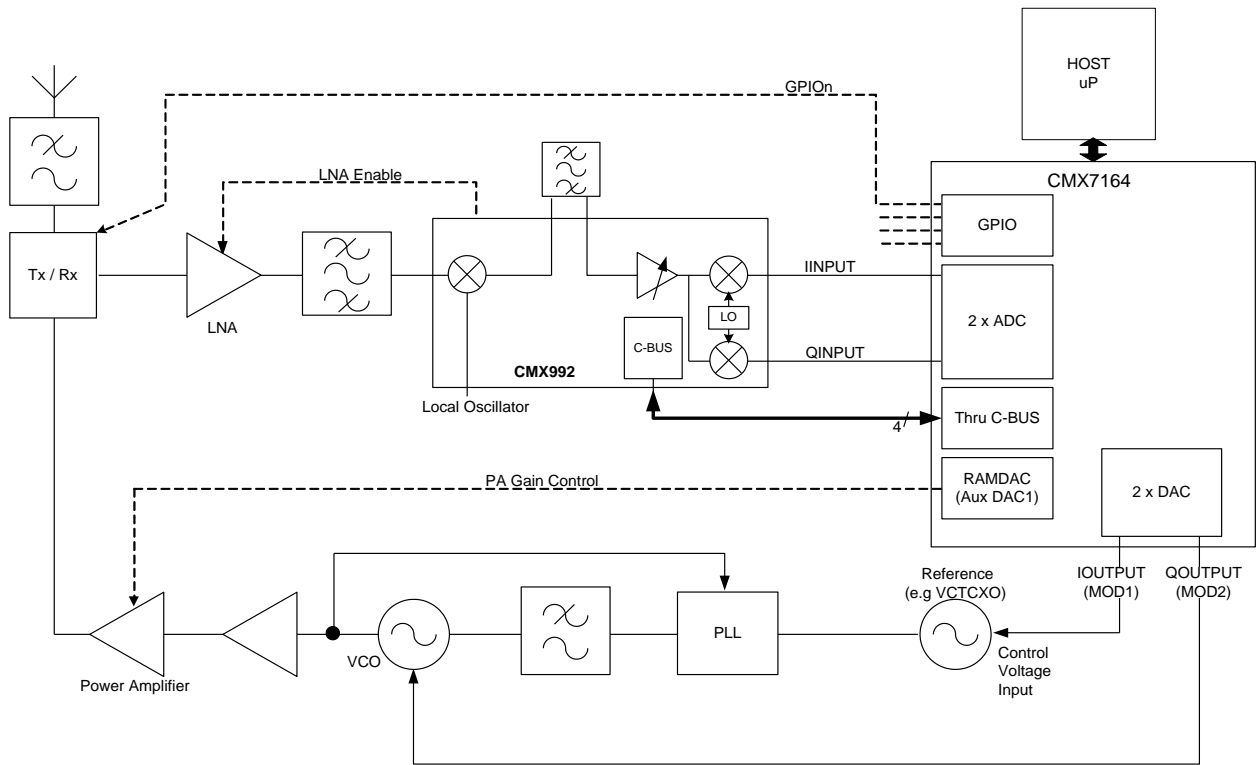 HOST
uP
GPIOn
CMX7164
LNA Enable
GPIO
Tx / Rx
IINPUT
LNA
LO
2 x ADC
C-BUS
QINPUT
CMX992
Local Oscillator
Thru C-BUS
4
PA Gain Control
RAMDAC
(Aux DAC1)
2 x DAC
Reference
(e.g VCTCXO)
IOUTPUT
(MOD1)
QOUTPUT
(MOD2)
PLL
VCO
Control
Voltage
Input
Power Amplifier